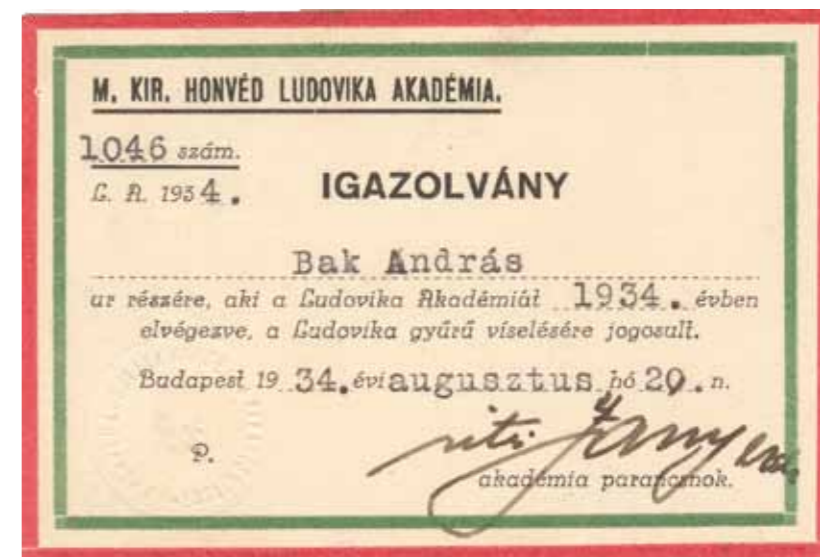 M. KIR. HONVÉD LUDOVIKA AKADÉMIA.
1046 szám.
L. A. 1934.
IGAZOLVÁNY
Bak András
ur részére, aki a Ludovika Akadémiát 1934. évben
elvégezve, a Ludovika gyűrű viselésére jogosult.
Budapest 1934. évi augusztus hó 20. n.
P.
akadémia parancsnok.